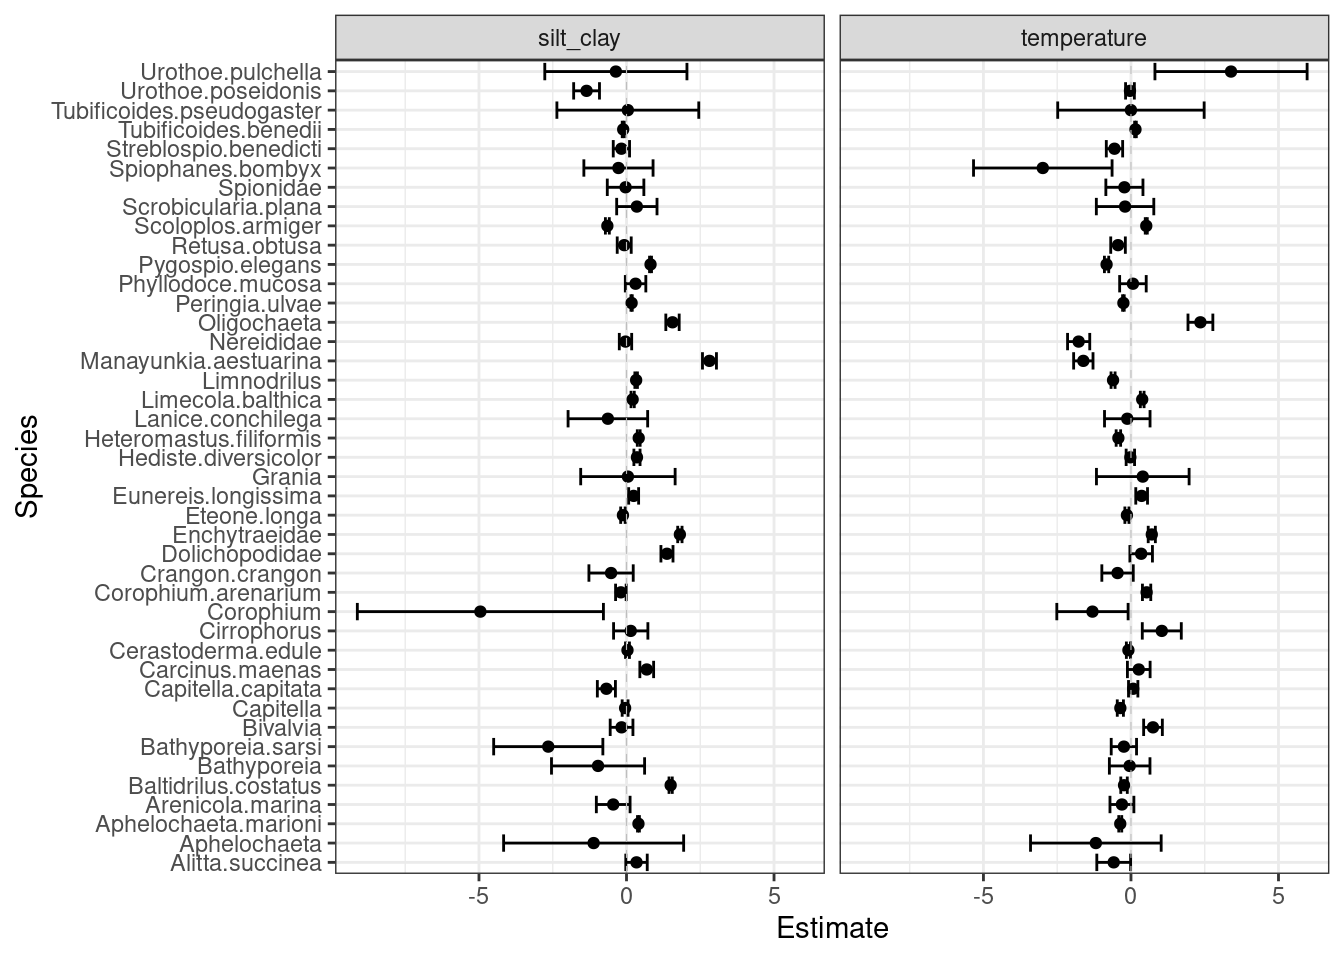 silt_clay
temperature
Urothoe.pulchella
Urothoe.poseidonis
Tubificoides.pseudogaster
Tubificoides.benedii
Streblospio.benedicti
Spiophanes.bombyx
Spionidae
Scrobicularia.plana
Scoloplos.armiger
Retusa.obtusa
Pygospio.elegans
Phyllodoce.mucosa
Peringia.ulvae
Oligochaeta
Nereididae
Manayunkia.aestuarina
Limnodrilus
Limecola.balthica
Lanice.conchilega
Heteromastus.filiformis
Hediste.diversicolor
Grania
Eunereis.longissima
Eteone.longa
Enchytraeidae
Dolichopodidae
Crangon.crangon
Corophium.arenarium
Corophium
Cirrophorus
Cerastoderma.edule
Carcinus.maenas
Capitella.capitata
Capitella
Bivalvia
Bathyporeia.sarsi
Bathyporeia
Baltidrilus.costatus
Arenicola.marina
Aphelochaeta.marioni
Aphelochaeta
Alitta.succinea
Species
-5 0 5
-5 0 5
Estimate